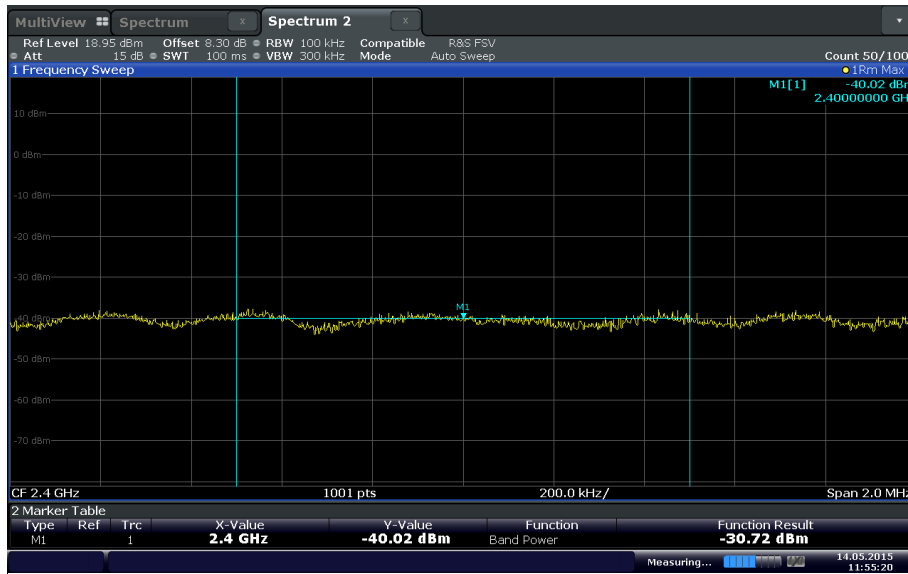 MultiView Spectrum x Spectrum 2 x
Ref Level 18.95 dBm Offset 8.30 dB RBW 100 kHz Compatible R&S FSV
Att 15 dB SWT 100 ms VBW 300 kHz Mode Auto Sweep Count 50/100
1 Frequency Sweep 1Rm Max
M1[1] -40.02 dBm
2.40000000 GH
10 dBm
0 dBm
-10 dBm
-20 dBm
-30 dBm
M1
-40 dBm
-50 dBm
-60 dBm
-70 dBm
CF 2.4 GHz 1001 pts 200.0 kHz/ Span 2.0 MHz
2 Marker Table
Type Ref Trc X-Value Y-Value Function Function Result
M1 1 2.4 GHz -40.02 dBm Band Power -30.72 dBm
Measuring... 14.05.2015
11:55:20